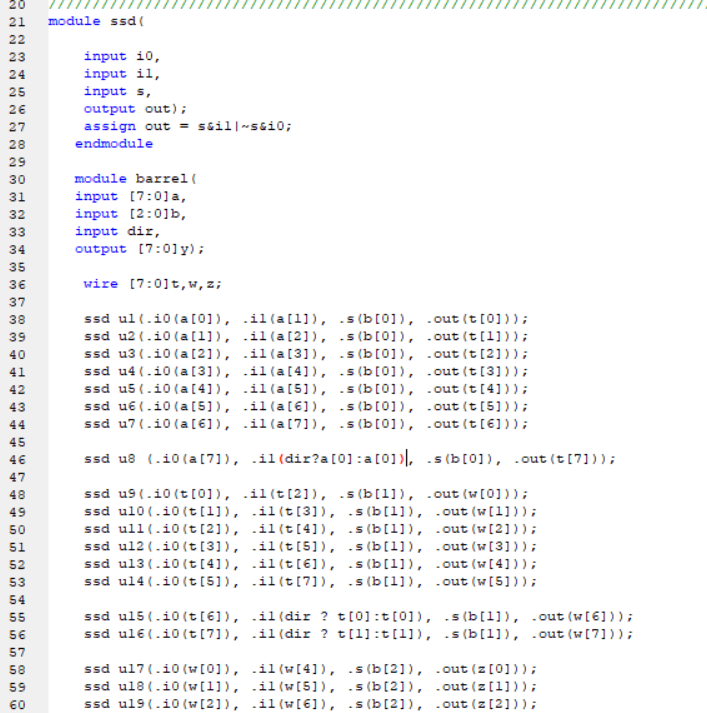 20 ////////////////////////////////////////////////////////////////////////////////
21 module ssd(
22
23 input i0,
24 input i1,
25 input s,
26 output out);
27 assign out = s&i1|~s&i0;
28 endmodule
29
30 module barrel(
31 input [7:0]a,
32 input [2:0]b,
33 input dir,
34 output [7:0]y);
35
36 wire [7:0]t,w,z;
37
38 ssd u1(.i0(a[0]), .i1(a[1]), .s(b[0]), .out(t[0]));
39 ssd u2(.i0(a[1]), .i1(a[2]), .s(b[0]), .out(t[1]));
40 ssd u3(.i0(a[2]), .i1(a[3]), .s(b[0]), .out(t[2]));
41 ssd u4(.i0(a[3]), .i1(a[4]), .s(b[0]), .out(t[3]));
42 ssd u5(.i0(a[4]), .i1(a[5]), .s(b[0]), .out(t[4]));
43 ssd u6(.i0(a[5]), .i1(a[6]), .s(b[0]), .out(t[5]));
44 ssd u7(.i0(a[6]), .i1(a[7]), .s(b[0]), .out(t[6]));
45
46 ssd u8 (.i0(a[7]), .i1(dir?a[0]:a[0]), .s(b[0]), .out(t[7]));
47
48 ssd u9(.i0(t[0]), .i1(t[2]), .s(b[1]), .out(w[0]));
49 ssd u10(.i0(t[1]), .i1(t[3]), .s(b[1]), .out(w[1]));
50 ssd u11(.i0(t[2]), .i1(t[4]), .s(b[1]), .out(w[2]));
51 ssd u12(.i0(t[3]), .i1(t[5]), .s(b[1]), .out(w[3]));
52 ssd u13(.i0(t[4]), .i1(t[6]), .s(b[1]), .out(w[4]));
53 ssd u14(.i0(t[5]), .i1(t[7]), .s(b[1]), .out(w[5]));
54
55 ssd u15(.i0(t[6]), .i1(dir ? t[0]:t[0]), .s(b[1]), .out(w[6]));
56 ssd u16(.i0(t[7]), .i1(dir ? t[1]:t[1]), .s(b[1]), .out(w[7]));
57
58 ssd u17(.i0(w[0]), .i1(w[4]), .s(b[2]), .out(z[0]));
59 ssd u18(.i0(w[1]), .i1(w[5]), .s(b[2]), .out(z[1]));
60 ssd u19(.i0(w[2]), .i1(w[6]), .s(b[2]), .out(z[2]));